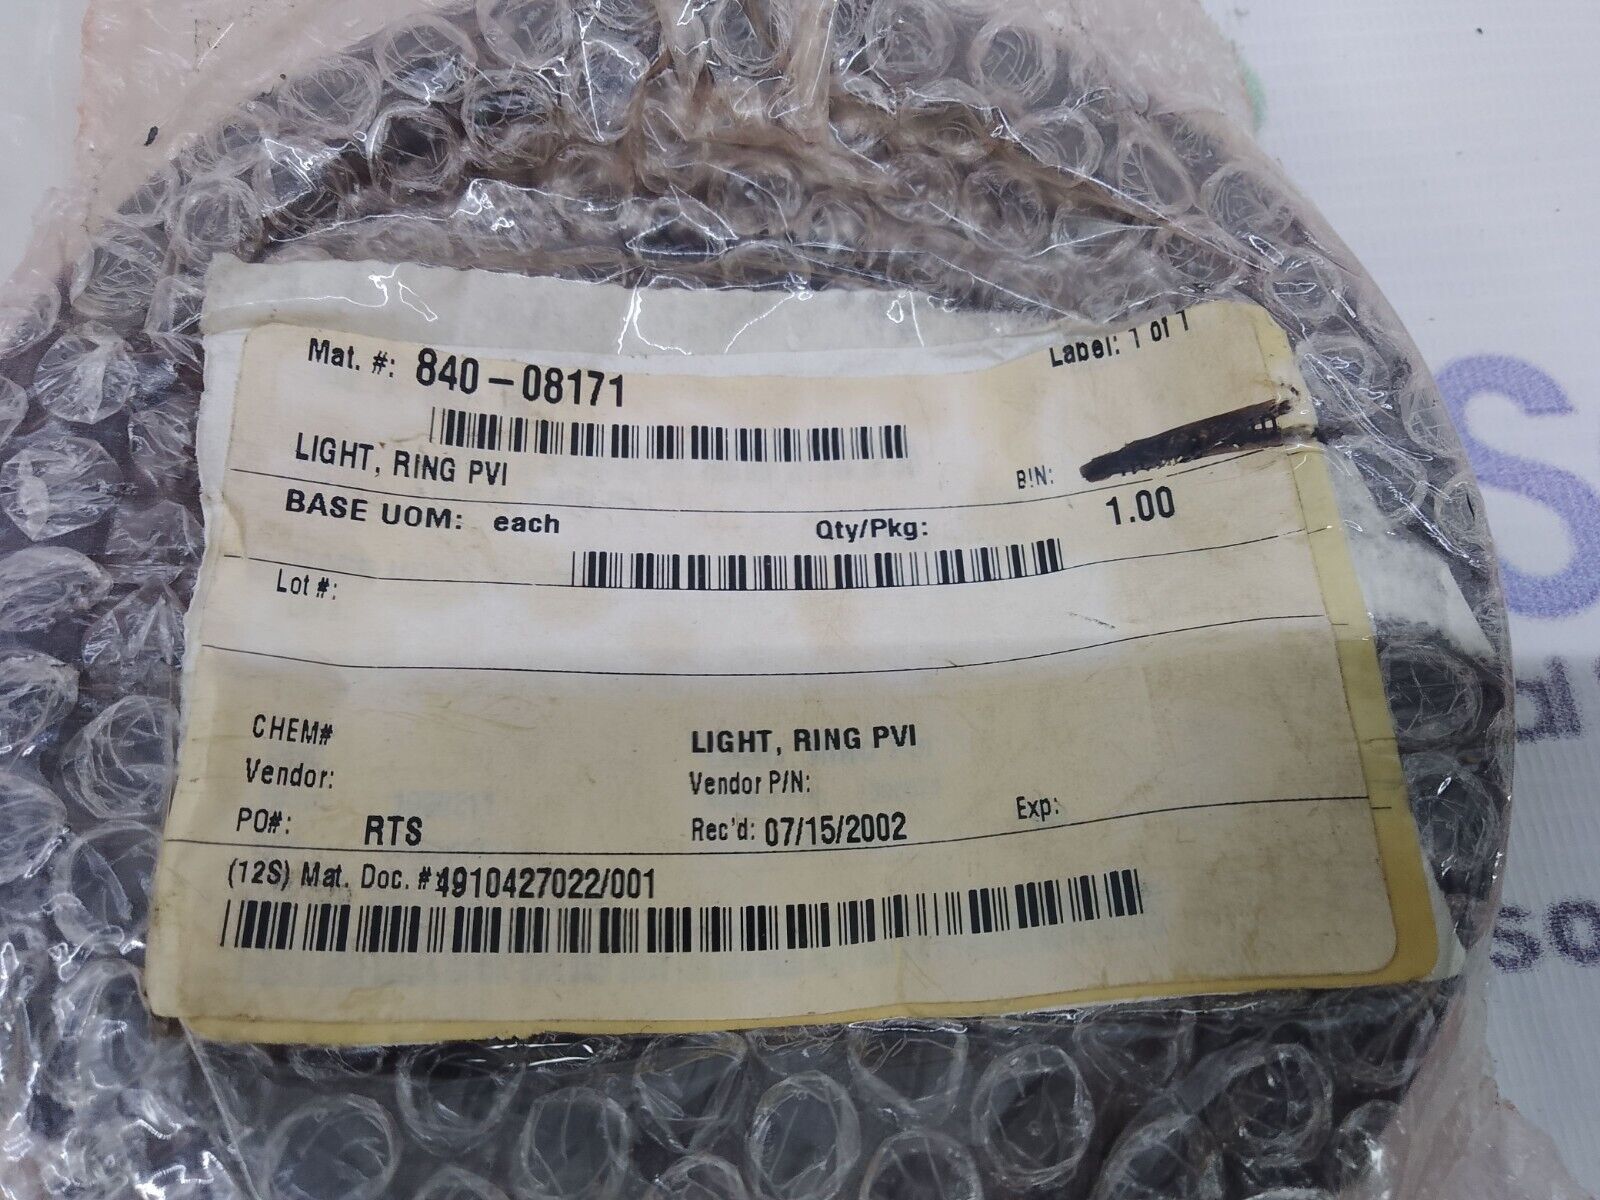 Mat. #: 840-08171
Label: 1 of 1
LIGHT, RING PVI
BIN:
BASE UOM: each
Qty/Pkg: 1.00
Lot #:
CHEM#
LIGHT, RING PVI
Vendor:
Vendor P/N:
PO#: RTS
Rec'd: 07/15/2002
Exp:
(12S) Mat. Doc. #:4910427022/001
S
so